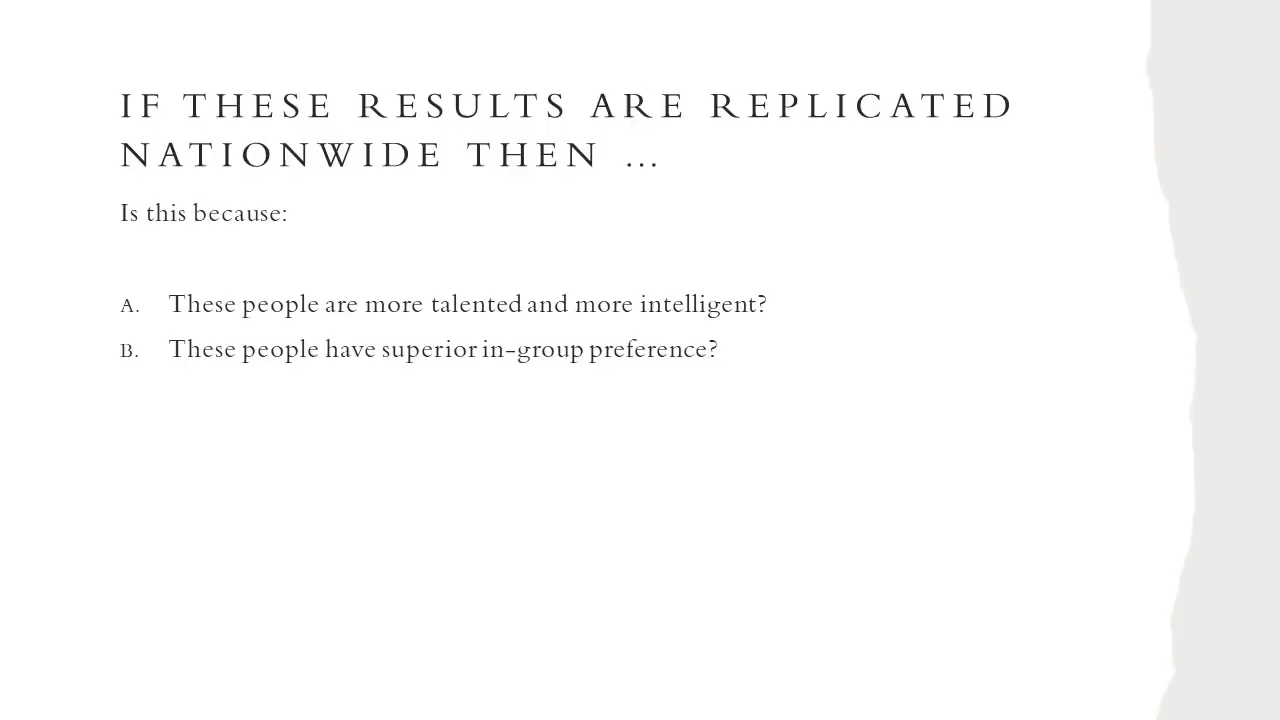 IF THESE RESULTS ARE REPLICATED
NATIONWIDE THEN ...
Is this because:
A. These people are more talented and more intelligent?
B. These people have superior in-group preference?